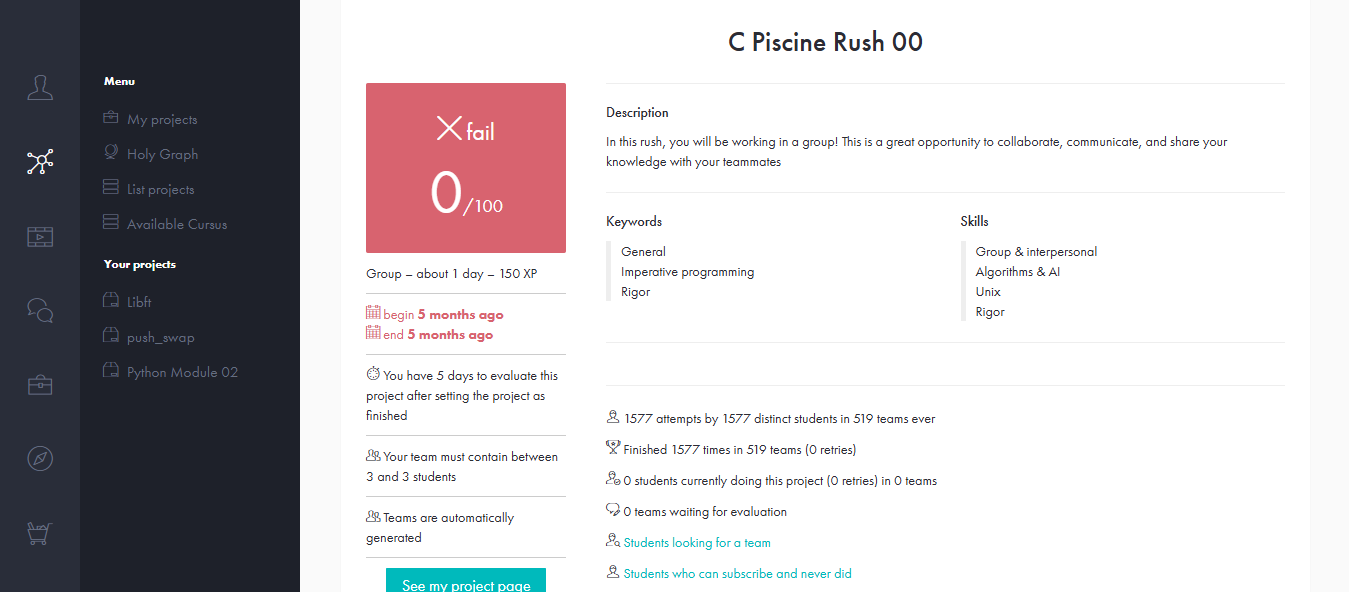 C Piscine Rush 00
Menu
My projects
Holy Graph
List projects
Available Cursus
Your projects
Libft
push_swap
Python Module 02
fail
0/100
Group – about 1 day – 150 XP
begin 5 months ago
end 5 months ago
You have 5 days to evaluate this
project after setting the project as
finished
Your team must contain between
3 and 3 students
Teams are automatically
generated
See my project page
Description
In this rush, you will be working in a group! This is a great opportunity to collaborate, communicate, and share your
knowledge with your teammates
Keywords
General
Imperative programming
Rigor
Skills
Group & interpersonal
Algorithms & AI
Unix
Rigor
1577 attempts by 1577 distinct students in 519 teams ever
Finished 1577 times in 519 teams (0 retries)
0 students currently doing this project (0 retries) in 0 teams
0 teams waiting for evaluation
Students looking for a team
Students who can subscribe and never did